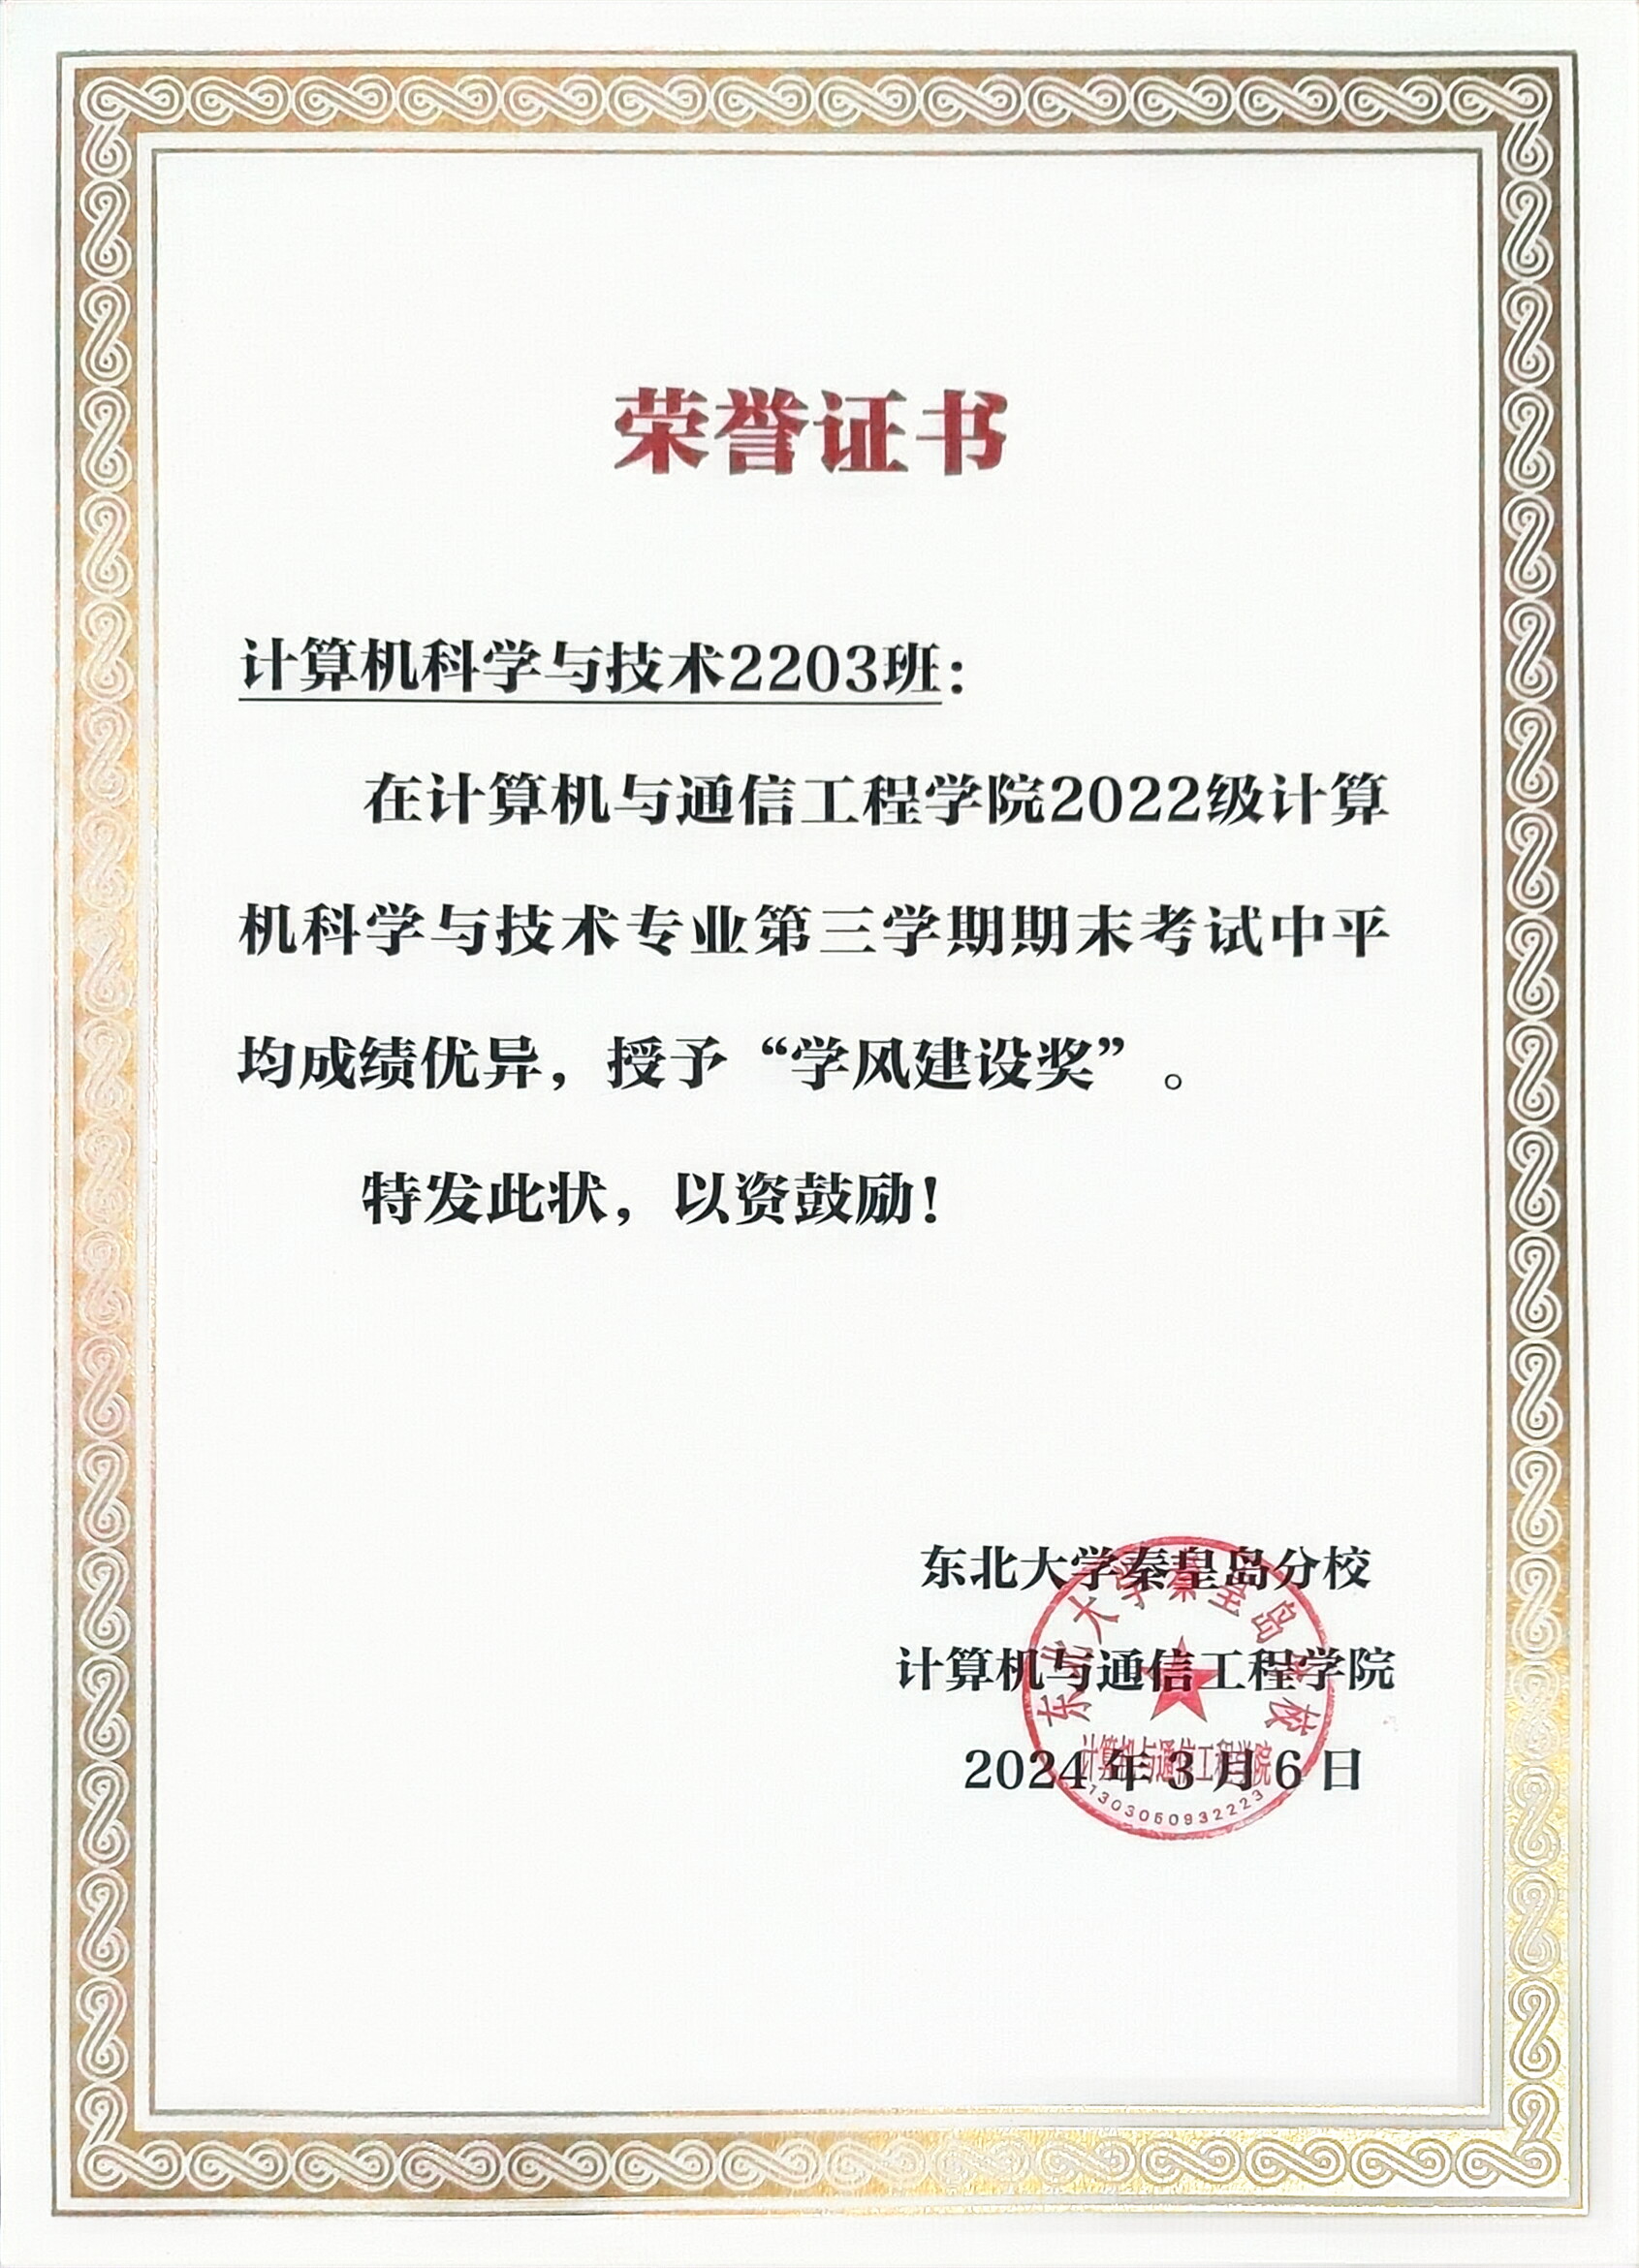 荣誉证书
计算机科学与技术2203班：
在计算机与通信工程学院2022级计算
机科学与技术专业第三学期期末考试中平
均成绩优异，授予“学风建设奖”。
特发此状，以资鼓励！
东北大学秦皇岛分校
计算机与通信工程学院
2024年3月6日
东北大学秦皇岛分校
计算机与通信工程学院
1303060932223